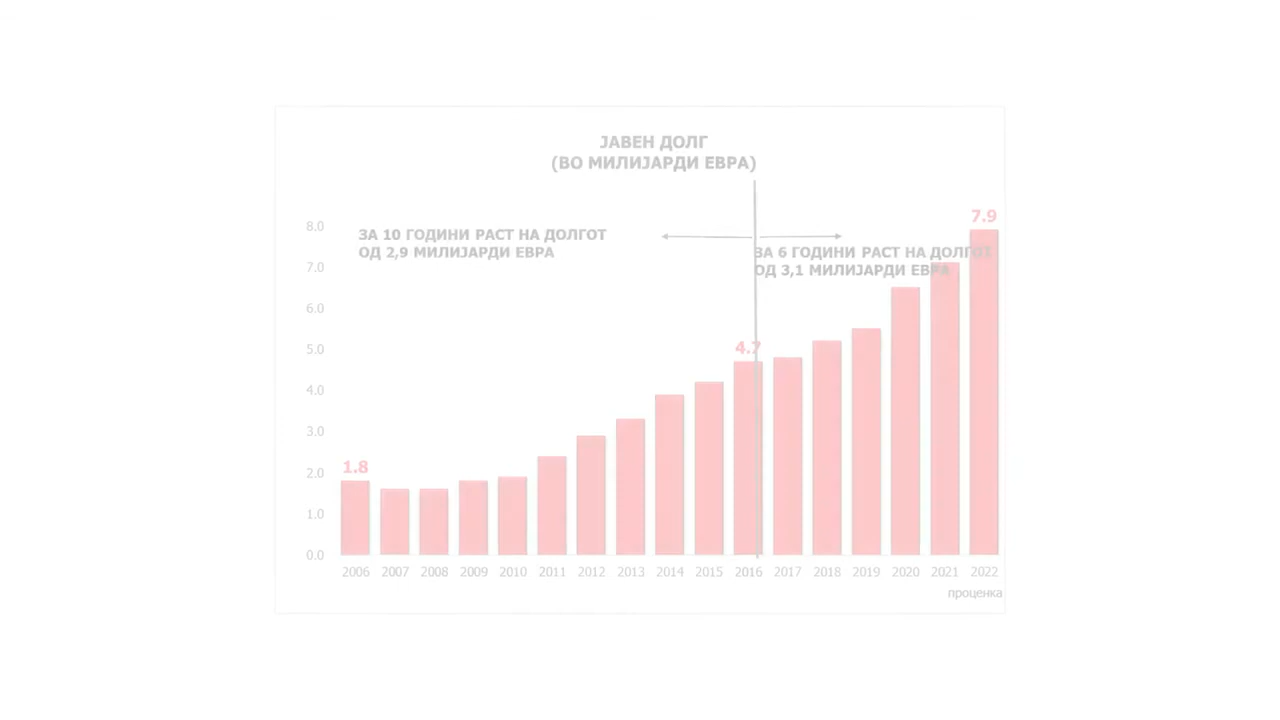 ЈАВЕН ДОЛГ
(ВО МИЛИЈАРДИ ЕВРА)
7.9
8.0
ЗА 10 ГОДИНИ РАСТ НА ДОЛГОТ
ОД 2,9 МИЛИЈАРДИ ЕВРА
ЗА 6 ГОДИНИ РАСТ НА ДОЛГОТ
ОД 3,1 МИЛИЈАРДИ ЕВРА
7.0
6.0
5.0
4.7
4.0
3.0
2.0
1.8
1.0
0.0
2006 2007 2008 2009 2010 2011 2012 2013 2014 2015 2016 2017 2018 2019 2020 2021 2022
проценка